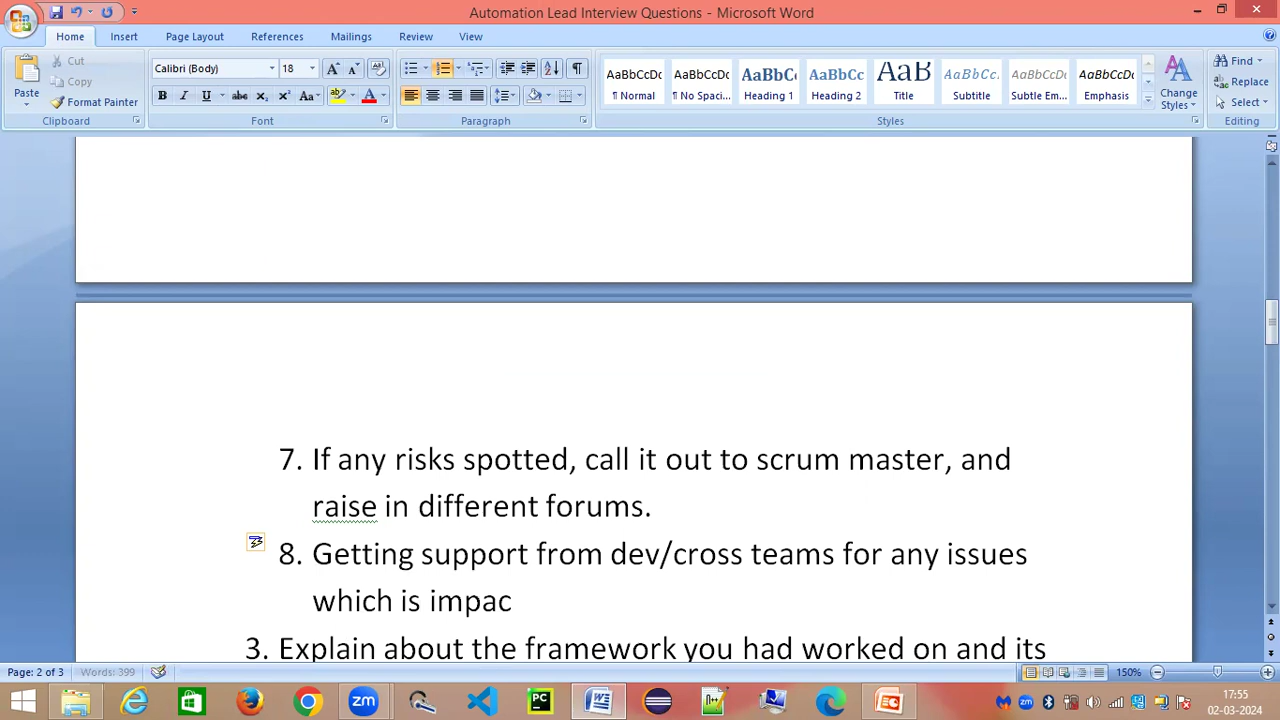 Automation Lead Interview Questions - Microsoft Word
Home Insert Page Layout References Mailings Review View
Paste
Cut
Copy
Format Painter
Clipboard
Calibri (Body) 18
Font
Paragraph
AaBbCcDc AaBbCcDc AaBbC AaBbCc AaB AaBbCc. AaBbCcDc AaBbCcDc
¶ Normal ¶ No Spaci... Heading 1 Heading 2 Title Subtitle Subtle Em... Emphasis
Change
Styles
Styles
Find
Replace
Select
Editing
7. If any risks spotted, call it out to scrum master, and
raise in different forums.
8. Getting support from dev/cross teams for any issues
which is impac
3. Explain about the framework you had worked on and its
Page: 2 of 3 Words: 399 150%
17:55
02-03-2024